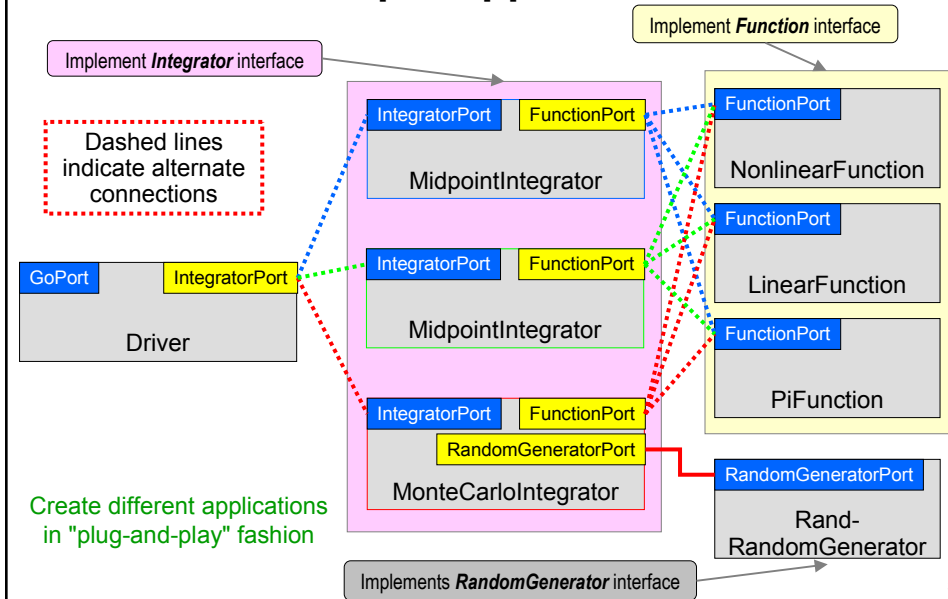 Implement Integrator interface
Implement Function interface
Dashed lines
indicate alternate
connections
GoPort
IntegratorPort
Driver
IntegratorPort
FunctionPort
MidpointIntegrator
IntegratorPort
FunctionPort
MidpointIntegrator
IntegratorPort
FunctionPort
RandomGeneratorPort
MonteCarloIntegrator
FunctionPort
NonlinearFunction
FunctionPort
LinearFunction
FunctionPort
PiFunction
RandomGeneratorPort
Rand-
RandomGenerator
Create different applications
in "plug-and-play" fashion
Implements RandomGenerator interface